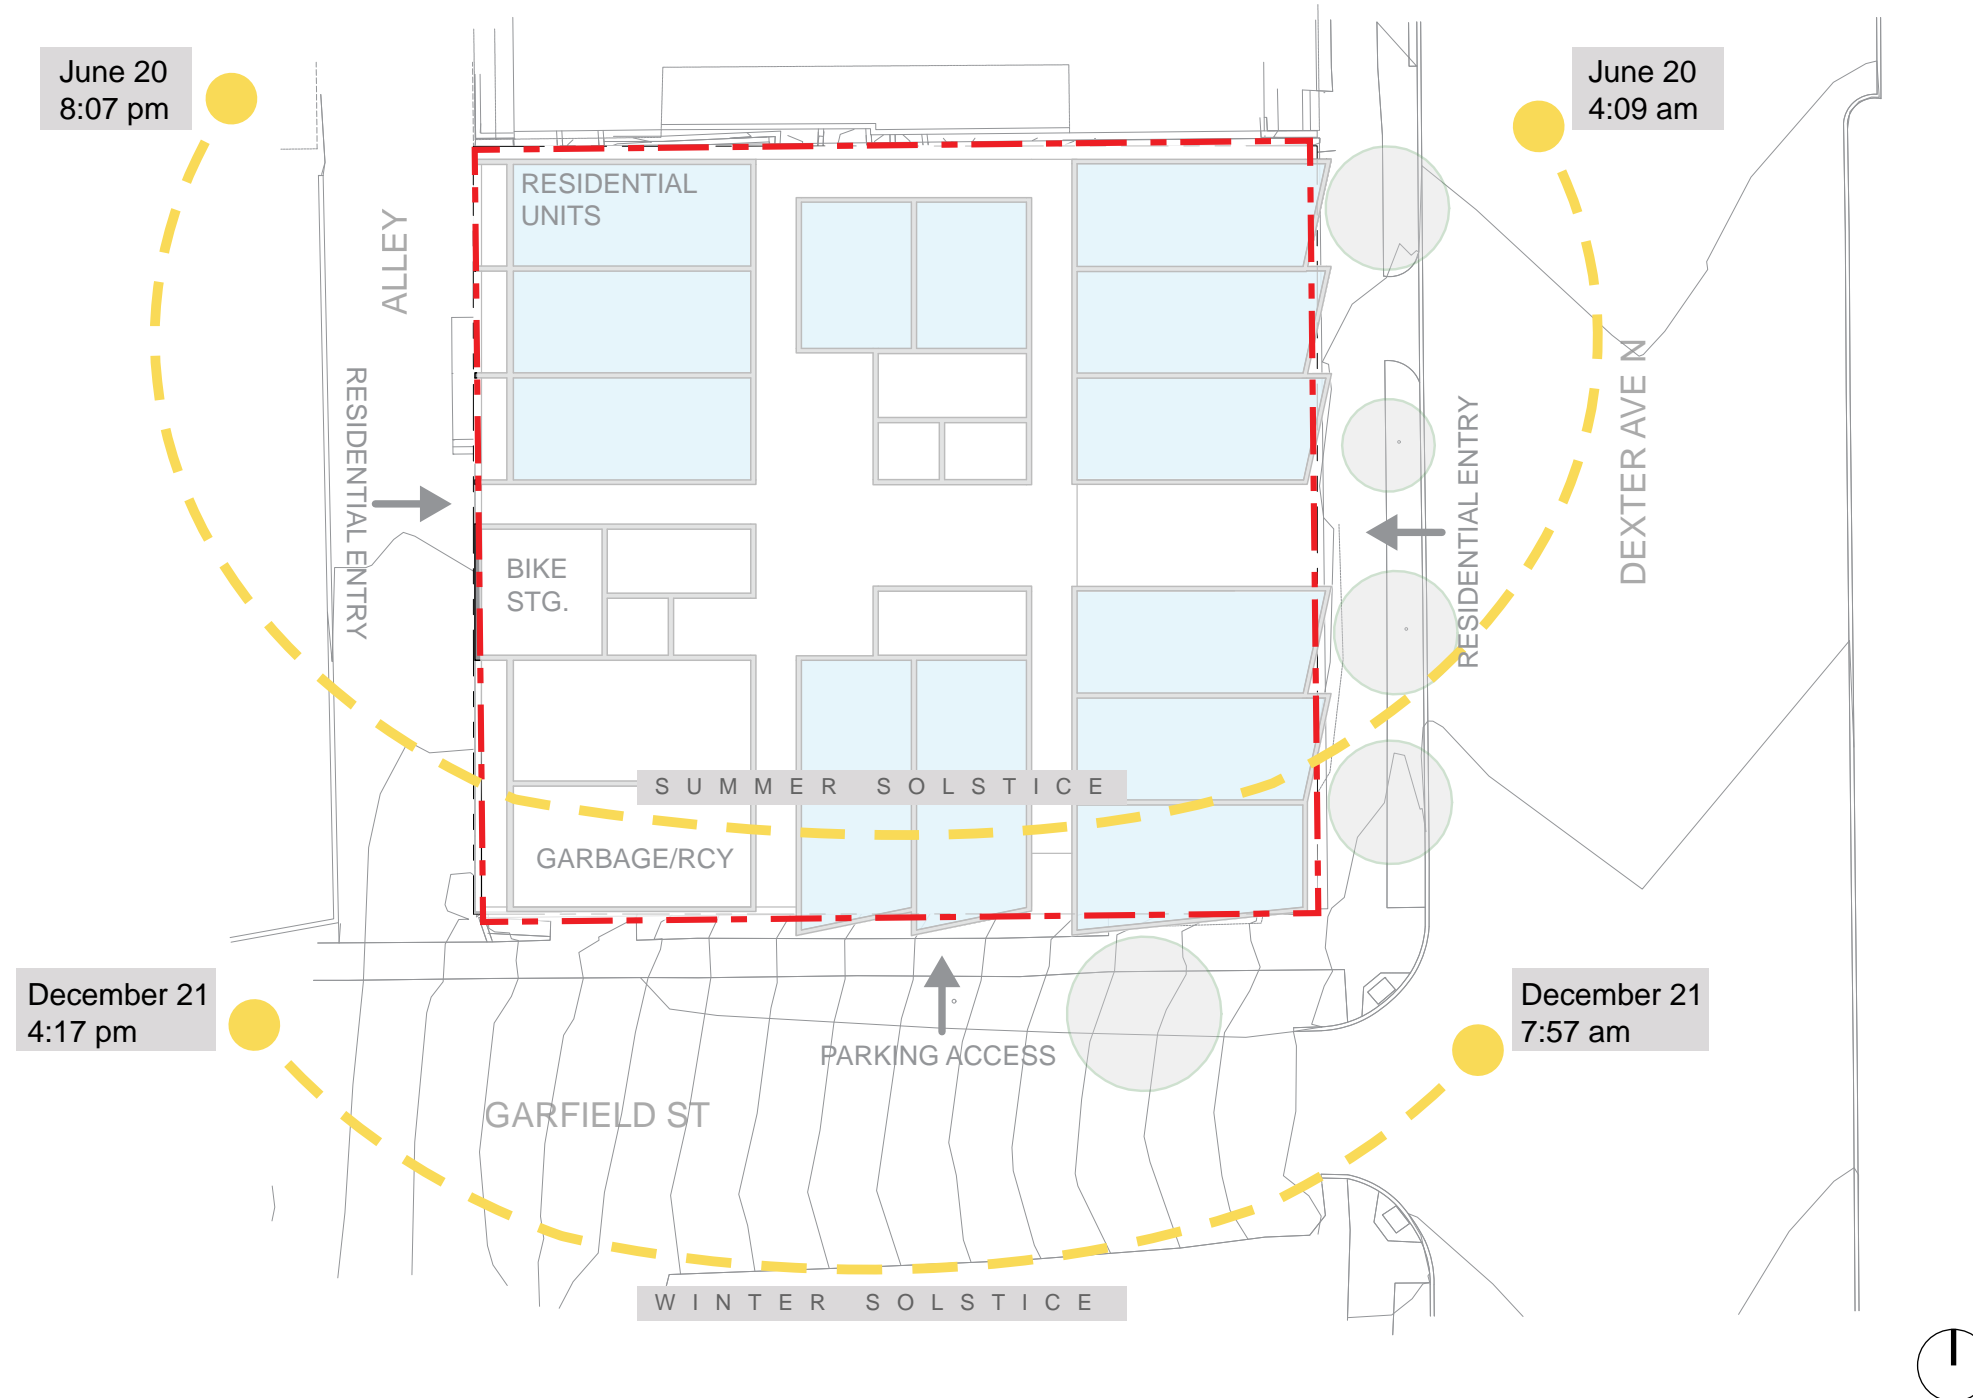 June 20
8:07 pm
June 20
4:09 am
RESIDENTIAL
UNITS
ALLEY
RESIDENTIAL ENTRY
DEXTER AVE N
RESIDENTIAL ENTRY
BIKE
STG.
SUMMER SOLSTICE
GARBAGE/RCY
December 21
4:17 pm
December 21
7:57 am
PARKING ACCESS
GARFIELD ST
WINTER SOLSTICE